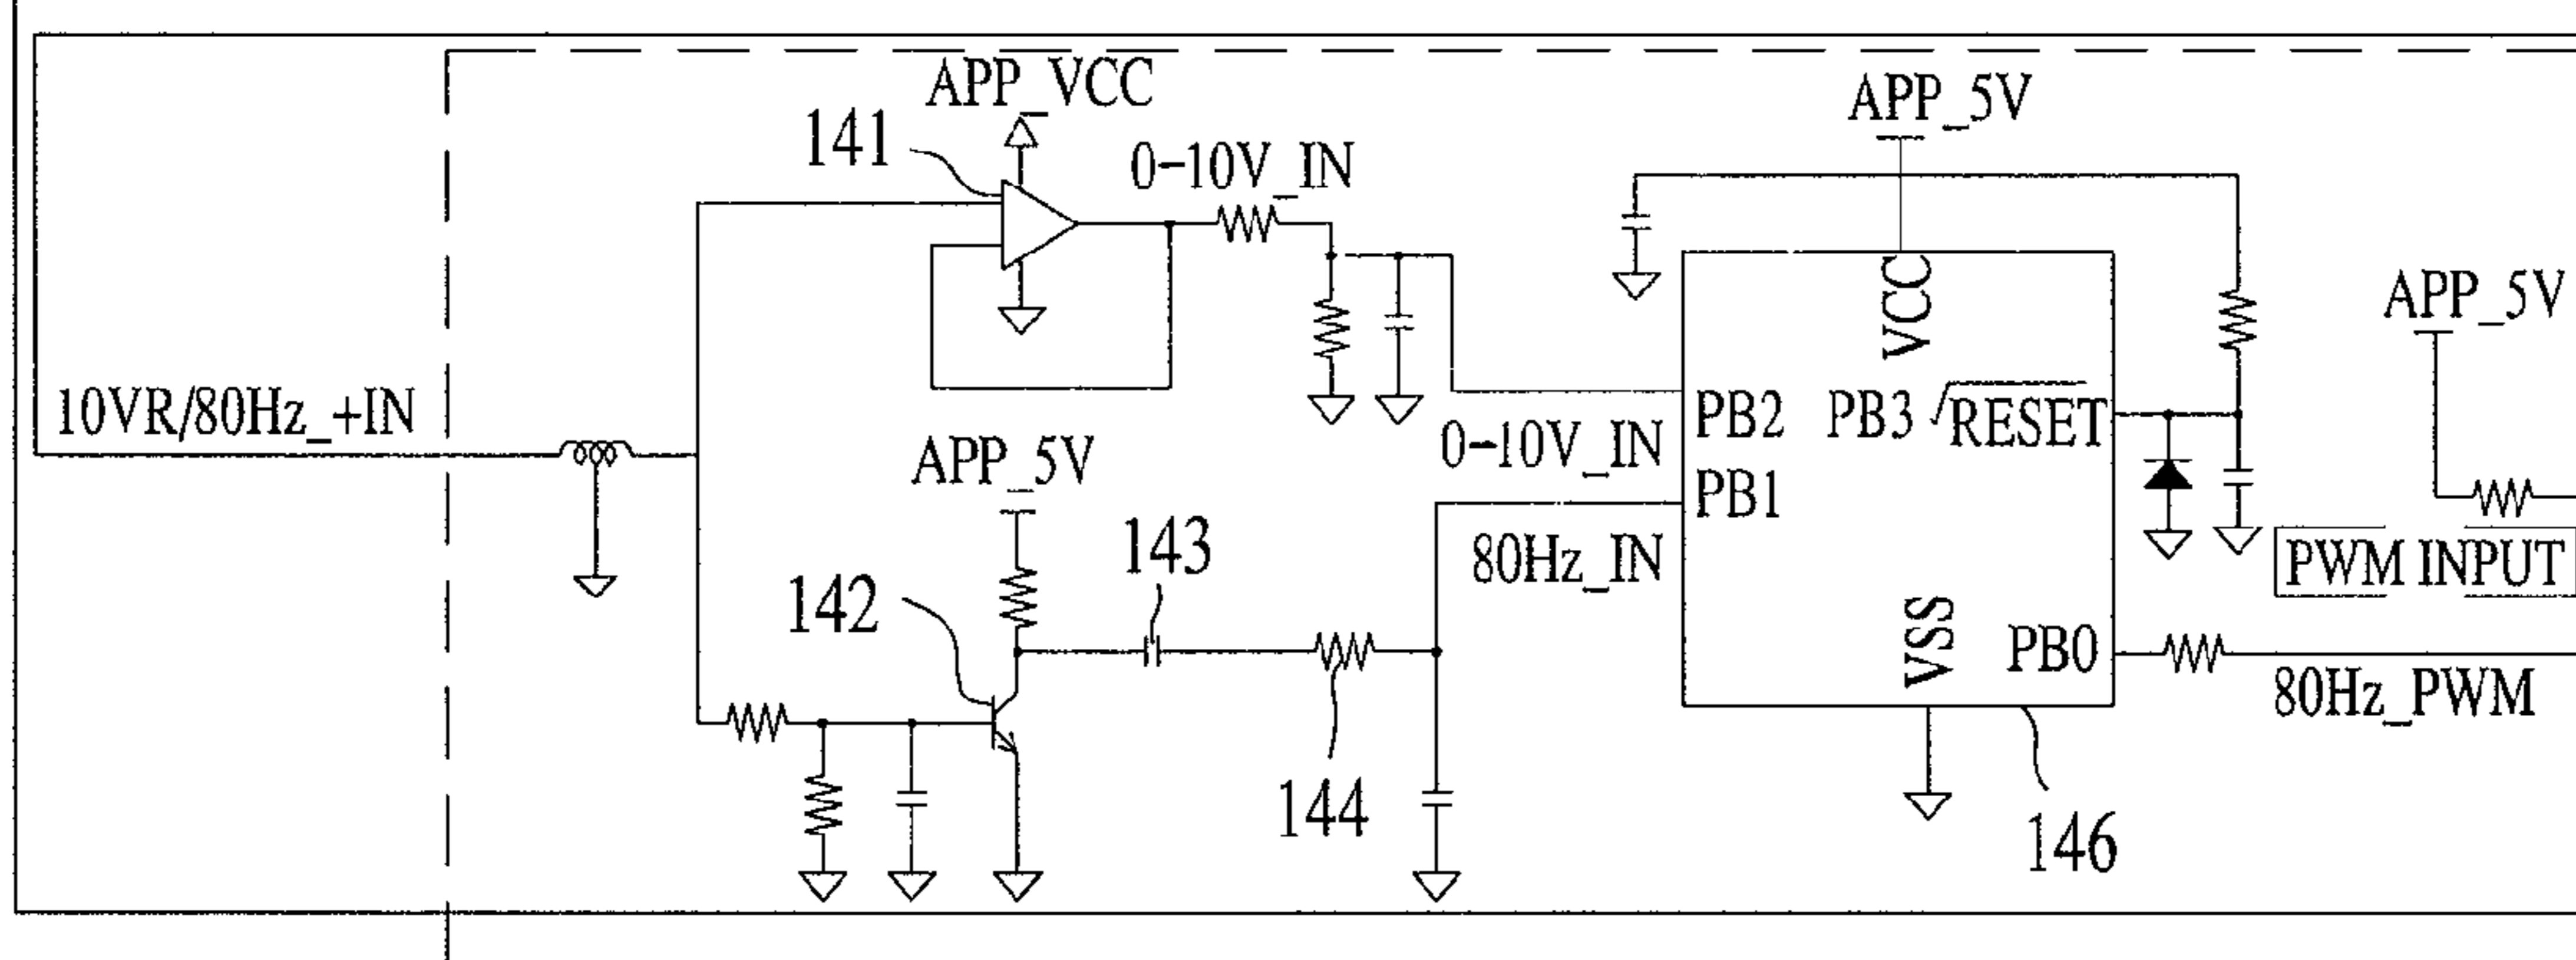 APP_VCC
141
0-10V_IN
APP_5V
10VR/80Hz_+IN
VCC
PB2
PB3
RESET
0-10V_IN
PB1
80Hz_IN
APP_5V
APP_5V
143
142
144
PWM INPUT
VSS
PB0
80Hz_PWM
146